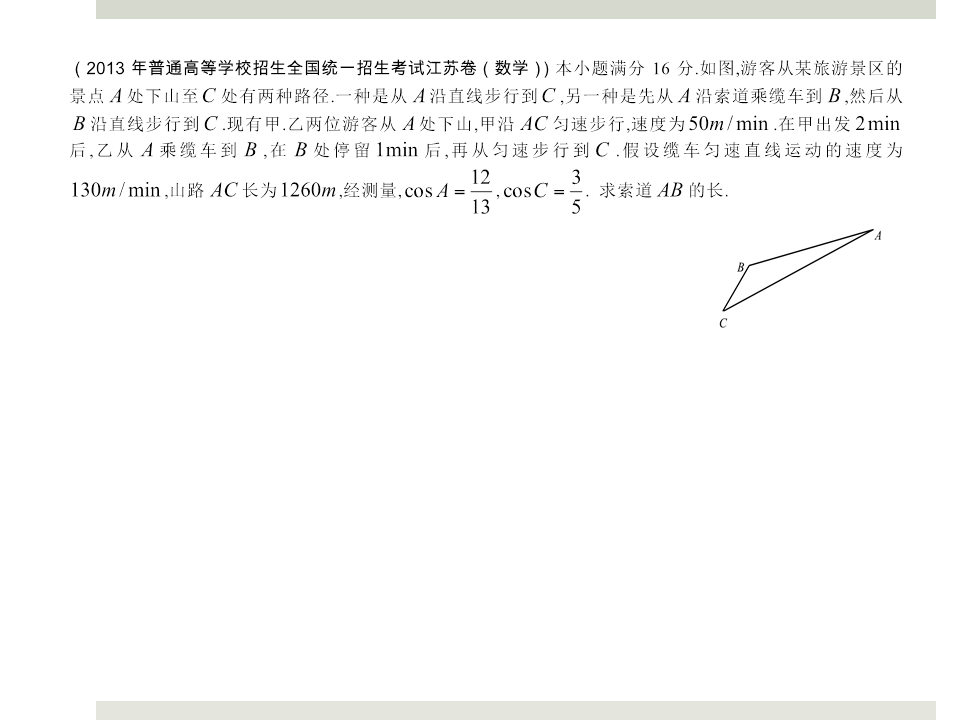 （2013 年普通高等学校招生全国统一招生考试江苏卷（数学））本小题满分 16 分.如图,游客从某旅游景区的
景点 A 处下山至 C 处有两种路径.一种是从 A 沿直线步行到 C ,另一种是先从 A 沿索道乘缆车到 B ,然后从
B 沿直线步行到 C .现有甲.乙两位游客从 A 处下山,甲沿 AC 匀速步行,速度为 50m / min .在甲出发 2min
后,乙从 A 乘缆车到 B ,在 B 处停留 1min 后,再从匀速步行到 C .假设缆车匀速直线运动的速度为
130m / min ,山路 AC 长为 1260m ,经测量, cos A = 12/13 , cos C = 3/5 . 求索道 AB 的长.
A
B
C